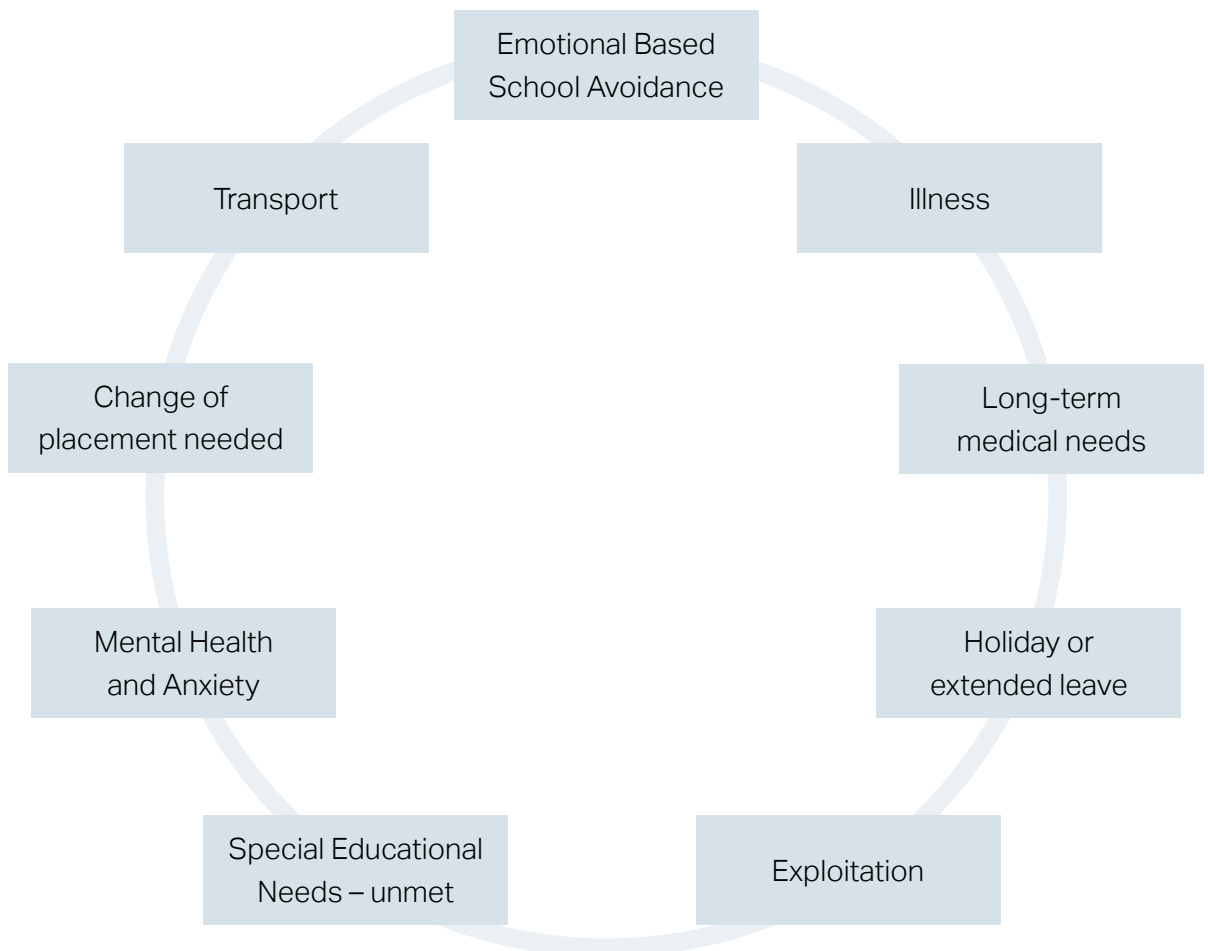 Emotional Based
School Avoidance
Transport
Illness
Change of
placement needed
Long-term
medical needs
Mental Health
and Anxiety
Holiday or
extended leave
Special Educational
Needs – unmet
Exploitation